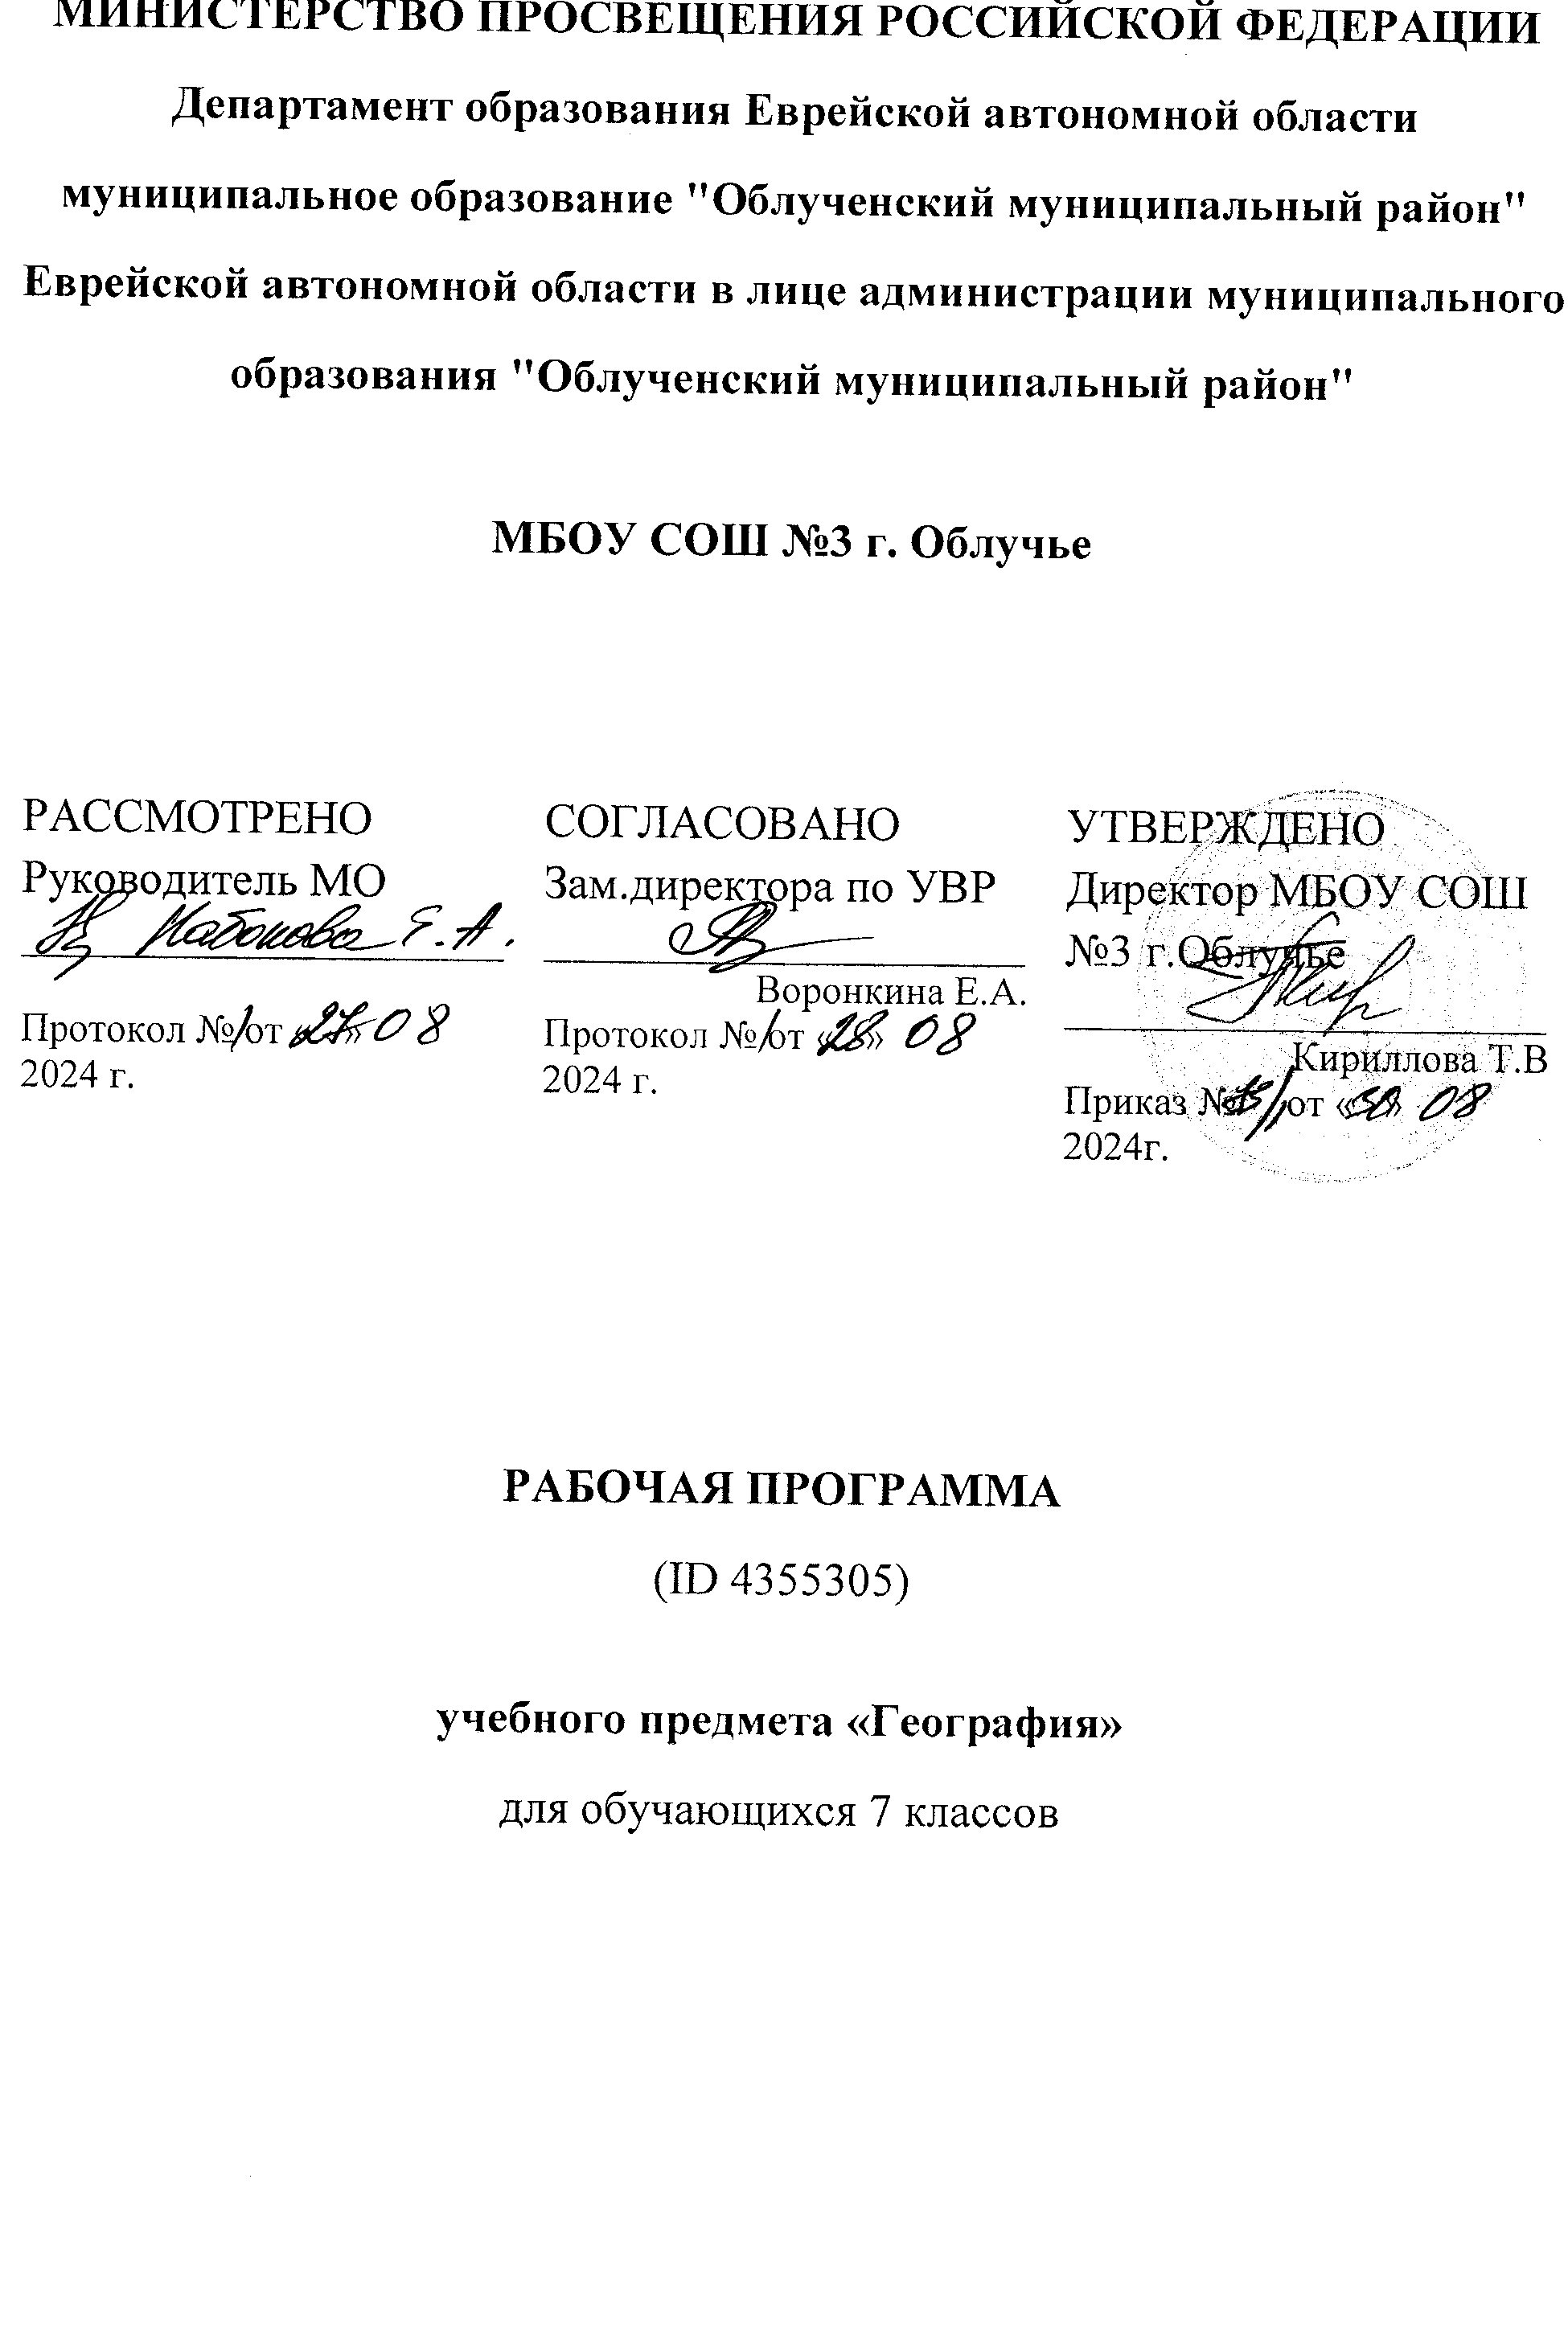 МИНИСТЕРСТВО ПРОСВЕЩЕНИЯ РОССИЙСКОЙ ФЕДЕРАЦИИ
Департамент образования Еврейской автономной области
муниципальное образование "Облученский муниципальный район"
Еврейской автономной области в лице администрации муниципального
образования "Облученский муниципальный район"
МБОУ СОШ №3 г. Облучье
РАССМОТРЕНО
Руководитель МО
Набокова Е.А.
Протокол №1 от «27» 08
2024 г.
СОГЛАСОВАНО
Зам.директора по УВР
Воронкина Е.А.
Протокол №1 от «28» 08
2024 г.
УТВЕРЖДЕНО
Директор МБОУ СОШ
№3 г.Облучье
Кириллова Т.В
Приказ № от «30» 08
2024г.
РАБОЧАЯ ПРОГРАММА
(ID 4355305)
учебного предмета «География»
для обучающихся 7 классов